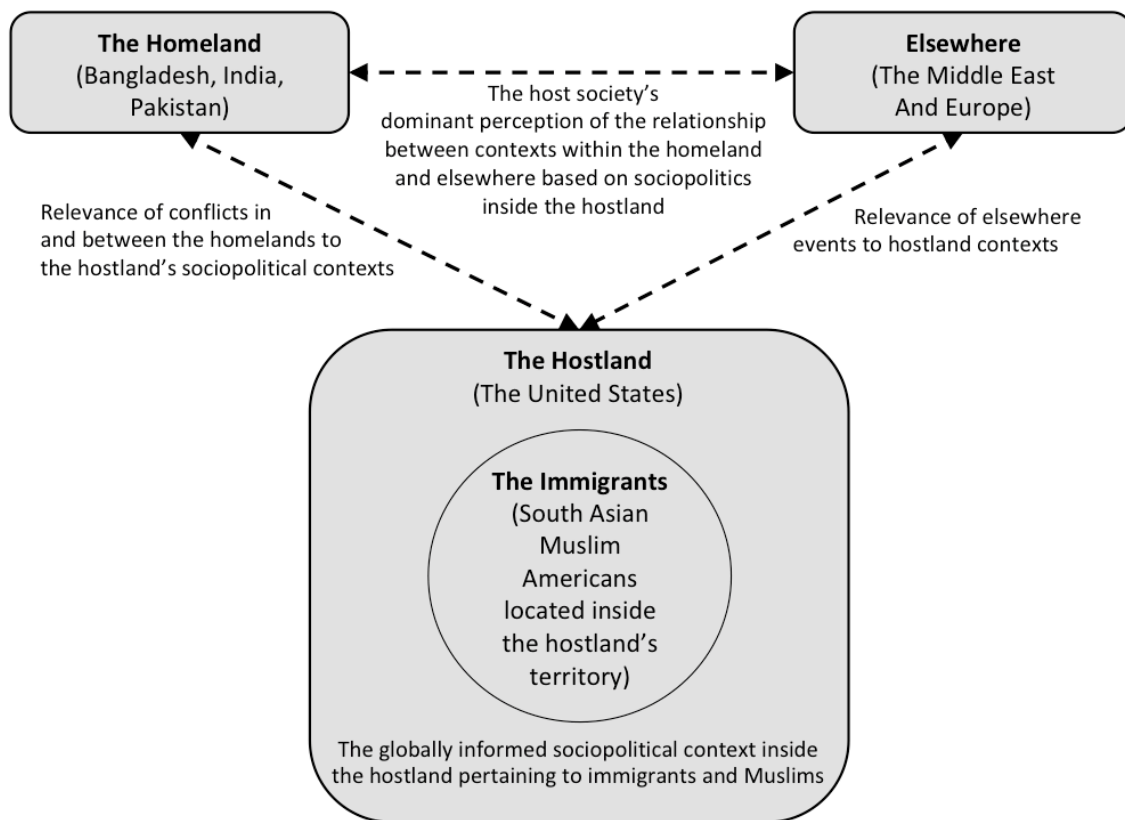 The Homeland
(Bangladesh, India,
Pakistan)
Elsewhere
(The Middle East
And Europe)
The host society’s
dominant perception of the relationship
between contexts within the homeland
and elsewhere based on sociopolitics
inside the hostland
Relevance of conflicts in
and between the homelands to
the hostland’s sociopolitical contexts
Relevance of elsewhere
events to hostland contexts
The Hostland
(The United States)
The Immigrants
(South Asian
Muslim
Americans
located inside
the hostland’s
territory)
The globally informed sociopolitical context inside
the hostland pertaining to immigrants and Muslims